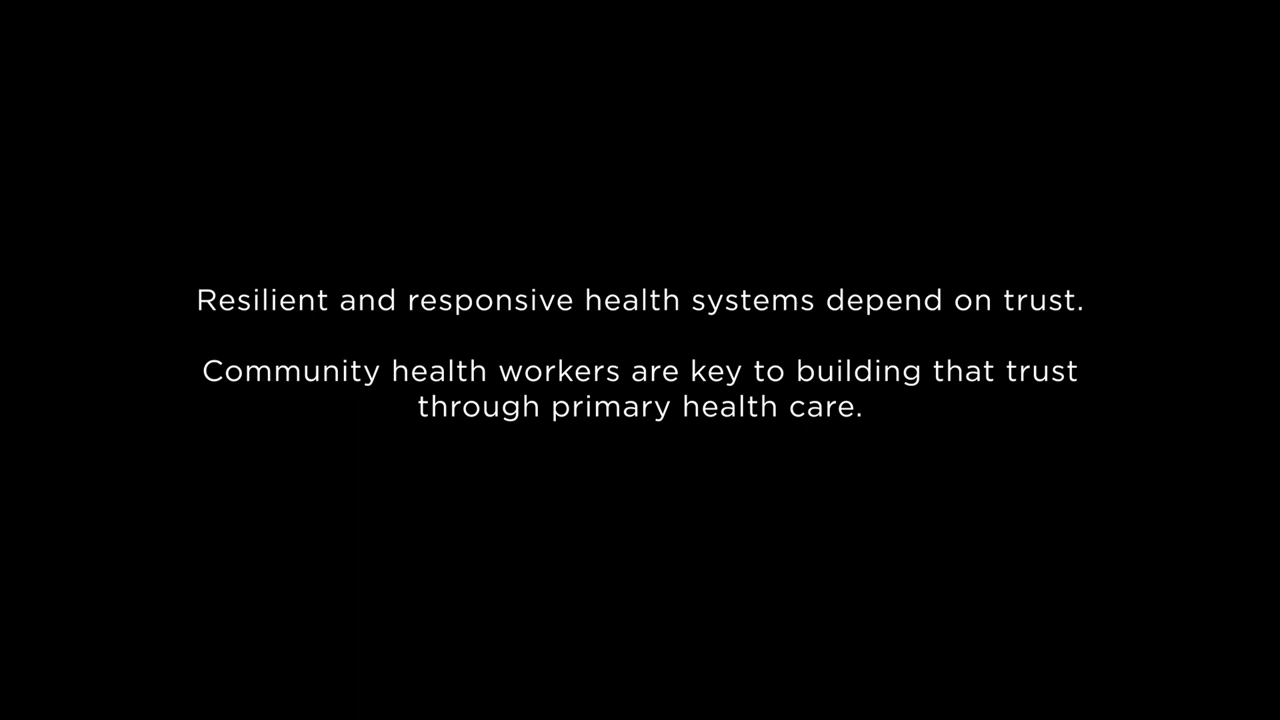 Resilient and responsive health systems depend on trust.
Community health workers are key to building that trust
through primary health care.